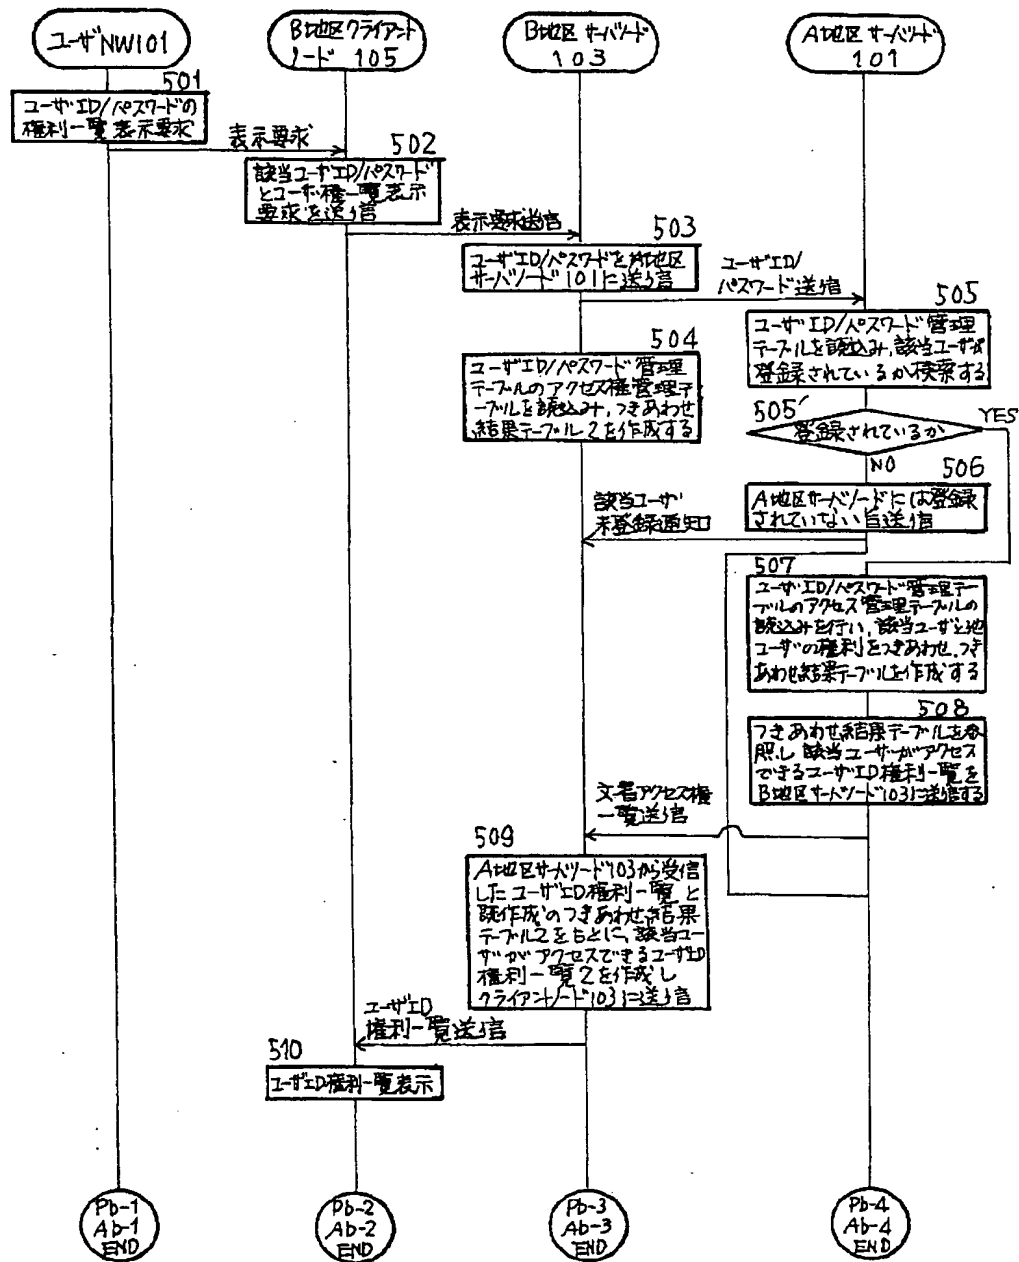 ユーザNW101
B地区クライアント
ノード 105
B地区サーバノード
103
A地区サーバノード
101
501
ユーザID/パスワードの
権利一覧表示要求
表示要求
502
該当ユーザID/パスワード
とユーザ権一覧表示
要求を送信
表示要求送信
503
ユーザID/パスワードをA地区
サーバノード101に送信
ユーザID/
パスワード送信
504
ユーザID/パスワード管理
テーブルのアクセス権管理テ
ーブルを読込み,つきあわせ
結果テーブル2を作成する
505
ユーザID/パスワード管理
テーブルを読込み,該当ユーザが
登録されているか検索する
505'
登録されているか
YES
NO
506
A地区サーバノードには登録
されていない旨送信
該当ユーザ
未登録通知
507
ユーザID/パスワード管理テー
ブルのアクセス管理テーブルの
読込みを行い,該当ユーザと他
ユーザの権利をつきあわせ,つき
あわせ結果テーブルを作成する
508
つきあわせ結果テーブルを参
照し該当ユーザーがアクセス
できるユーザID権利一覧を
B地区サーバノード103に送信する
文書アクセス権
一覧送信
509
A地区サーバノード103から受信
したユーザID権利一覧と
既作成のつきあわせ結果
テーブル2をもとに,該当ユー
ザがアクセスできるユーザID
権利一覧2を作成し
クライアントノード103に送信
ユーザID
権利一覧送信
510
ユーザID権利一覧表示
Pb-1
Ab-1
END
Pb-2
Ab-2
END
Pb-3
Ab-3
END
Pb-4
Ab-4
END